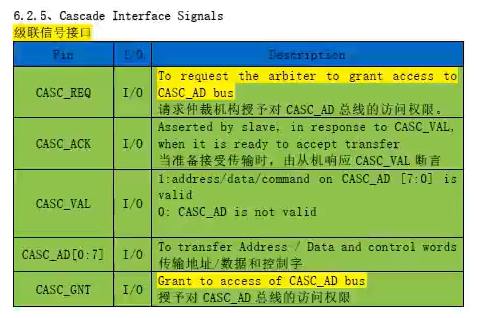 6.2.5、Cascade Interface Signals
级联信号接口
Pin I/O Description
CASC_REQ I/O To request the arbiter to grant access to
CASC_AD bus
请求仲裁机构授予对 CASC_AD 总线的访问权限。
CASC_ACK I/O Asserted by slave, in response to CASC_VAL,
when it is ready to accept transfer
当准备接受传输时，由从机响应 CASC_VAL 断言
CASC_VAL I/O 1:address/data/command on CASC_AD [7:0] is
valid
0: CASC_AD is not valid
CASC_AD[0:7] I/O To transfer Address / Data and control words
传输地址/数据和控制字
CASC_GNT I/O Grant to access of CASC_AD bus
授予对 CASC_AD 总线的访问权限